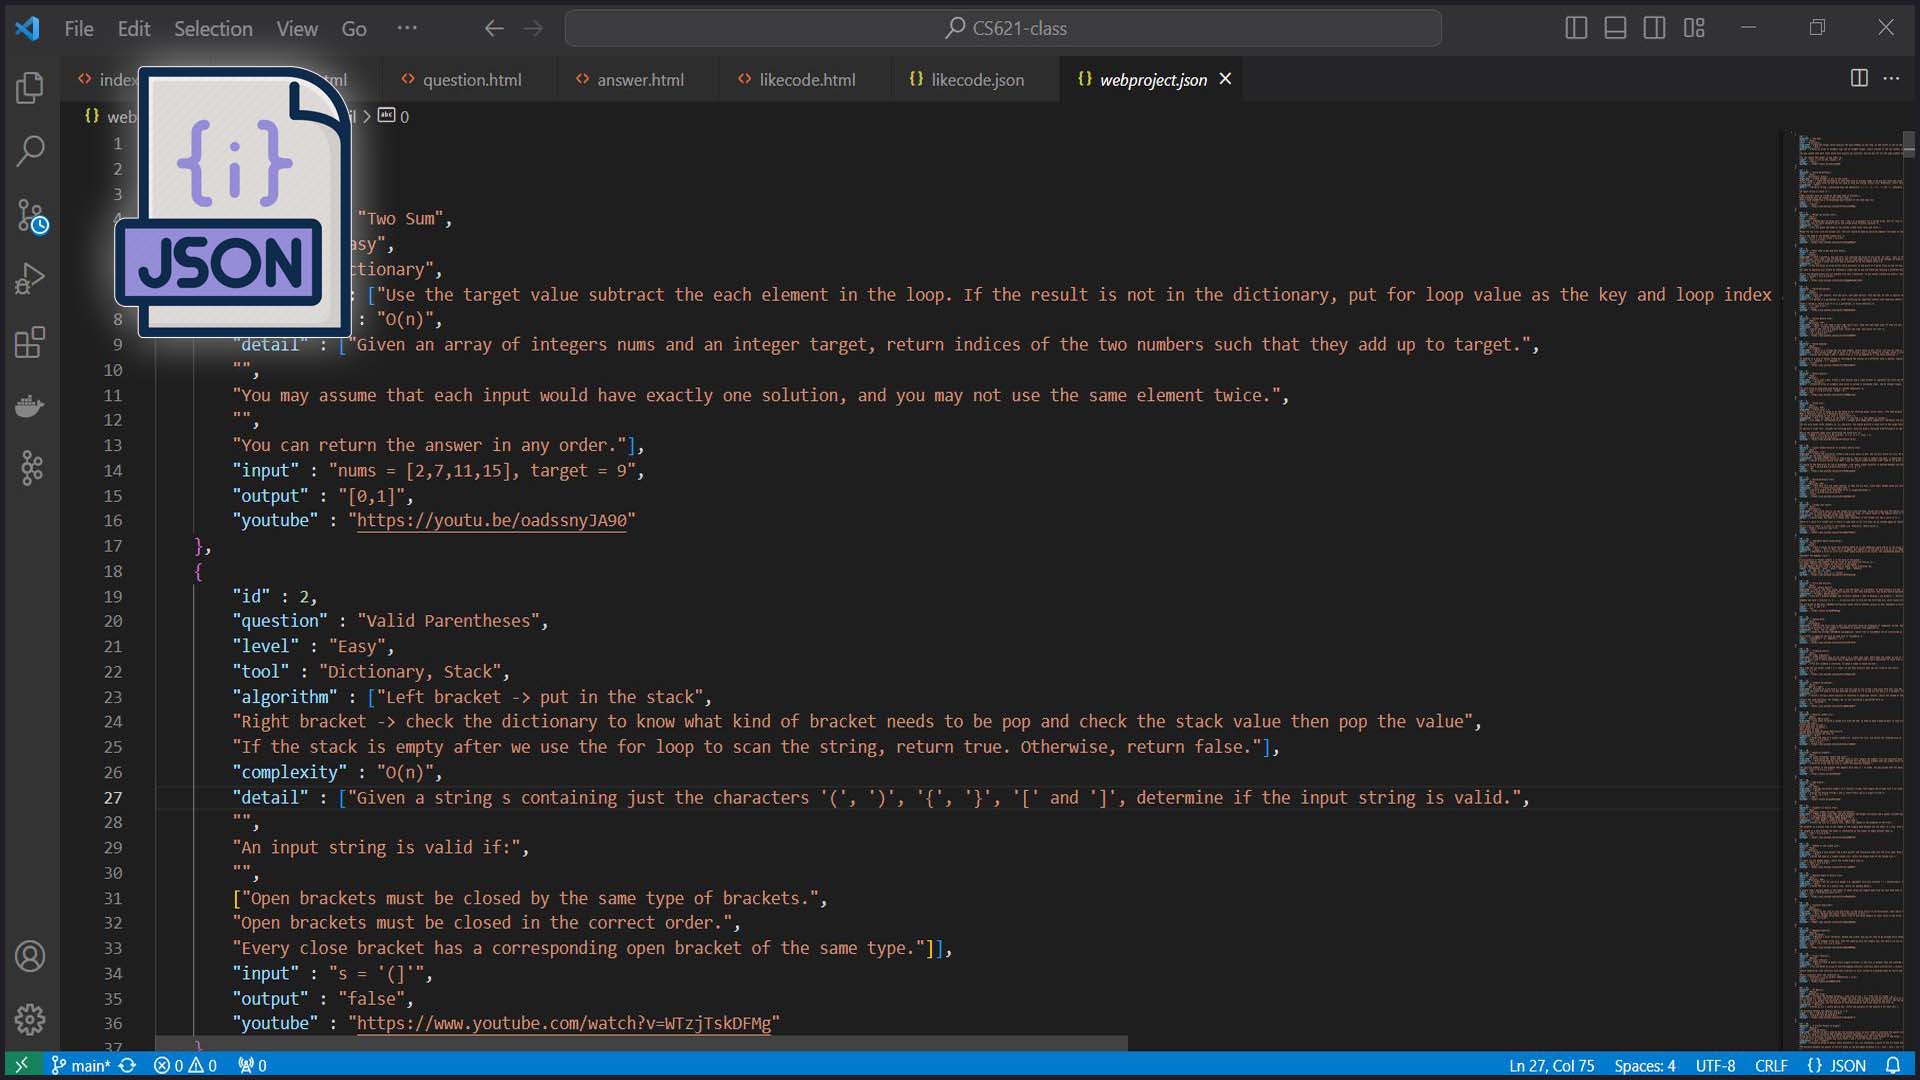 File Edit Selection View Go ··· CS621-class
index ml question.html answer.html likecode.html {} likecode.json {} webproject.json
{} web l > abc 0
{i}
JSON
1
2
3
4 "Two Sum",
asy",
ctionary",
: ["Use the target value subtract the each element in the loop. If the result is not in the dictionary, put for loop value as the key and loop index
8 : "O(n)",
9 "detail" : ["Given an array of integers nums and an integer target, return indices of the two numbers such that they add up to target.",
10 "",
11 "You may assume that each input would have exactly one solution, and you may not use the same element twice.",
12 "",
13 "You can return the answer in any order."],
14 "input" : "nums = [2,7,11,15], target = 9",
15 "output" : "[0,1]",
16 "youtube" : "https://youtu.be/oadssnyJA90"
17 },
18 {
19 "id" : 2,
20 "question" : "Valid Parentheses",
21 "level" : "Easy",
22 "tool" : "Dictionary, Stack",
23 "algorithm" : ["Left bracket -> put in the stack",
24 "Right bracket -> check the dictionary to know what kind of bracket needs to be pop and check the stack value then pop the value",
25 "If the stack is empty after we use the for loop to scan the string, return true. Otherwise, return false."],
26 "complexity" : "O(n)",
27 "detail" : ["Given a string s containing just the characters '(', ')', '{', '}', '[' and ']', determine if the input string is valid.",
28 "",
29 "An input string is valid if:",
30 "",
31 ["Open brackets must be closed by the same type of brackets.",
32 "Open brackets must be closed in the correct order.",
33 "Every close bracket has a corresponding open bracket of the same type."]],
34 "input" : "s = '(]'",
35 "output" : "false",
36 "youtube" : "https://www.youtube.com/watch?v=WTzjTskDFMg"
37 }
main* 0 0 0 Ln 27, Col 75 Spaces: 4 UTF-8 CRLF {} JSON